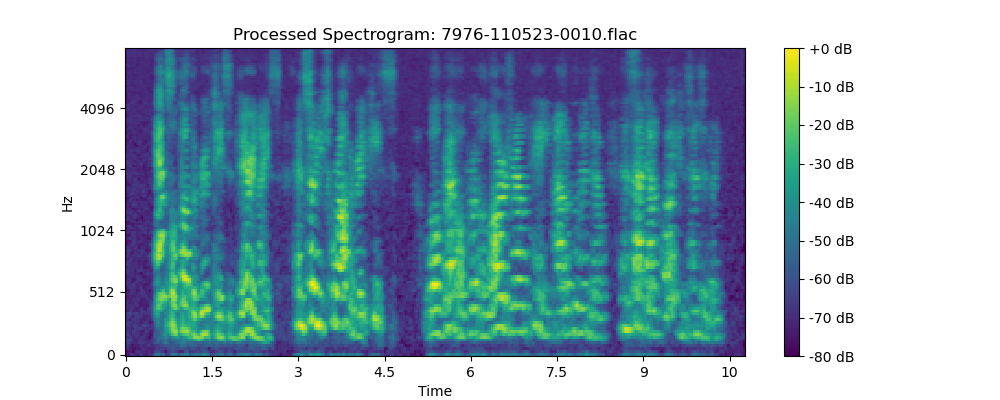 Processed Spectrogram: 7976-110523-0010.flac
Hz
4096
2048
1024
512
0
0 1.5 3 4.5 6 7.5 9 10
Time
+0 dB
-10 dB
-20 dB
-30 dB
-40 dB
-50 dB
-60 dB
-70 dB
-80 dB